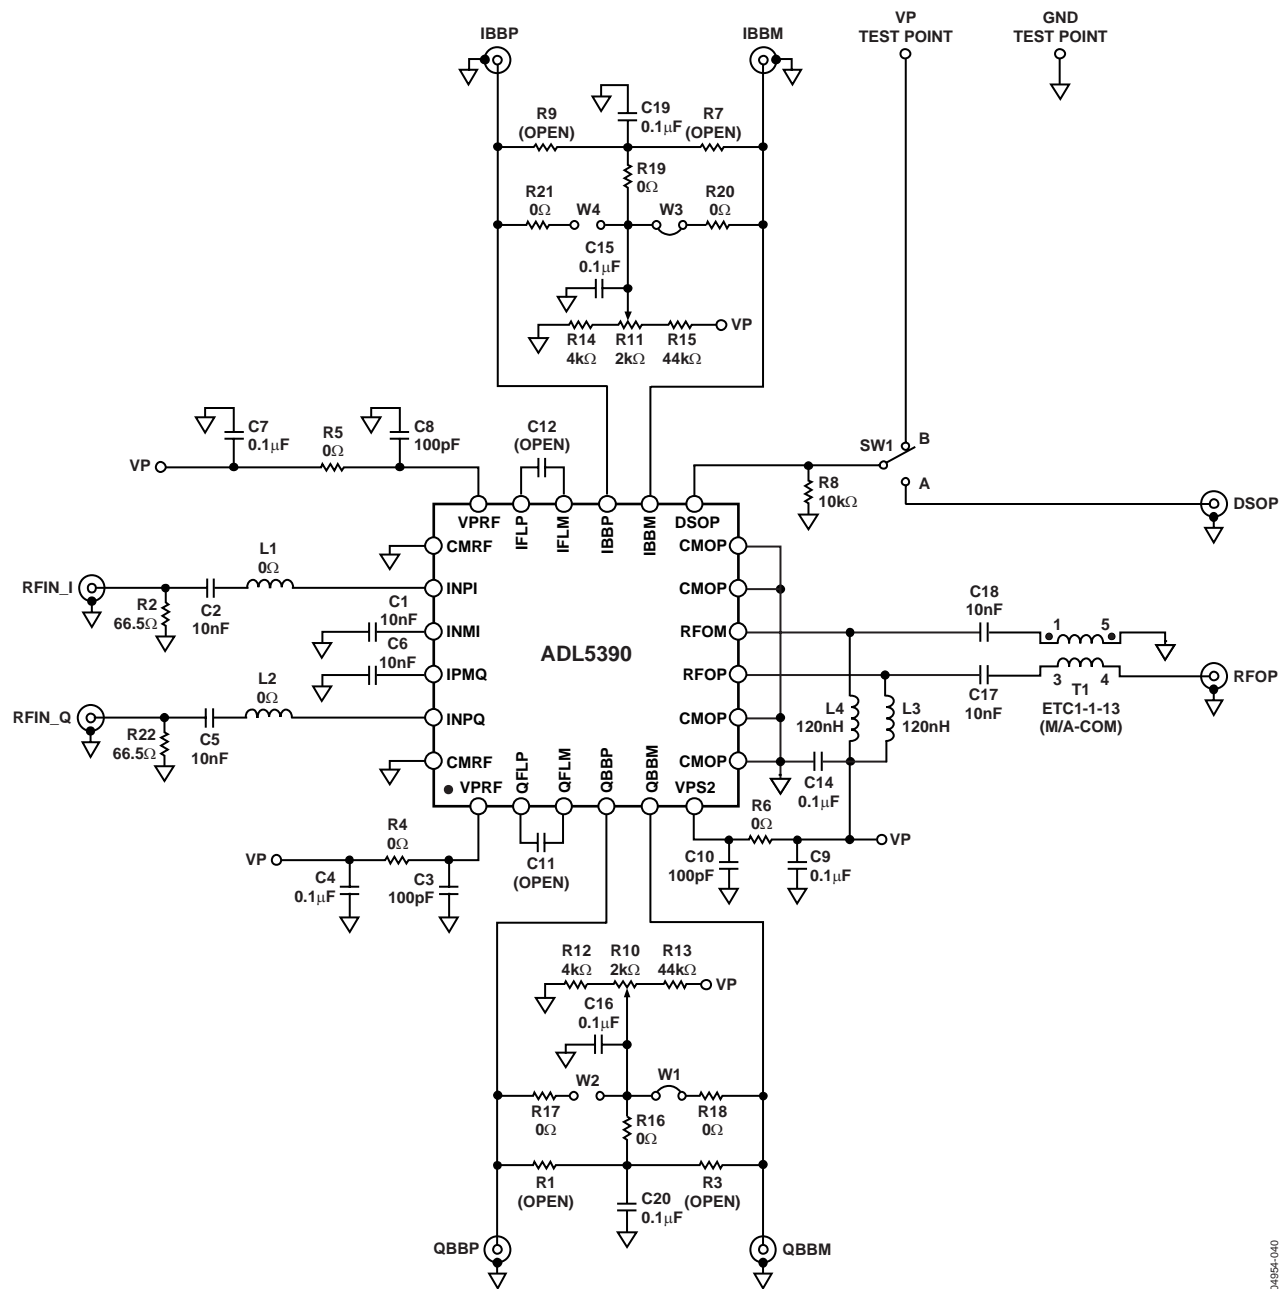 IBBP
IBBM
VP
TEST POINT
GND
TEST POINT
R9
(OPEN)
C19
0.1μF
R7
(OPEN)
R19
0Ω
R21
0Ω
W4
W3
R20
0Ω
C15
0.1μF
VP
R14
4kΩ
R11
2kΩ
R15
44kΩ
C7
0.1μF
R5
0Ω
C8
100pF
C12
(OPEN)
VP
SW1
B
A
R8
10kΩ
DSOP
VPRF
IFLP
IFLM
IBBP
IBBM
DSOP
CMRF
CMOP
L1
0Ω
RFIN_I
R2
66.5Ω
C2
10nF
INPI
CMOP
C1
10nF
INMI
RFOM
C18
10nF
1
5
ADL5390
C6
10nF
IPMQ
RFOP
C17
10nF
3
4
T1
ETC1-1-13
(M/A-COM)
RFOP
L2
0Ω
RFIN_Q
R22
66.5Ω
C5
10nF
INPQ
CMOP
L4
120nH
L3
120nH
CMRF
CMOP
C14
0.1μF
VPRF
QFLP
QFLM
QBBP
QBBM
VPS2
R6
0Ω
VP
R4
0Ω
VP
C4
0.1μF
C3
100pF
C11
(OPEN)
C10
100pF
C9
0.1μF
R12
4kΩ
R10
2kΩ
R13
44kΩ
VP
C16
0.1μF
W2
W1
R17
0Ω
R16
0Ω
R18
0Ω
R1
(OPEN)
C20
0.1μF
R3
(OPEN)
QBBP
QBBM
04954-040